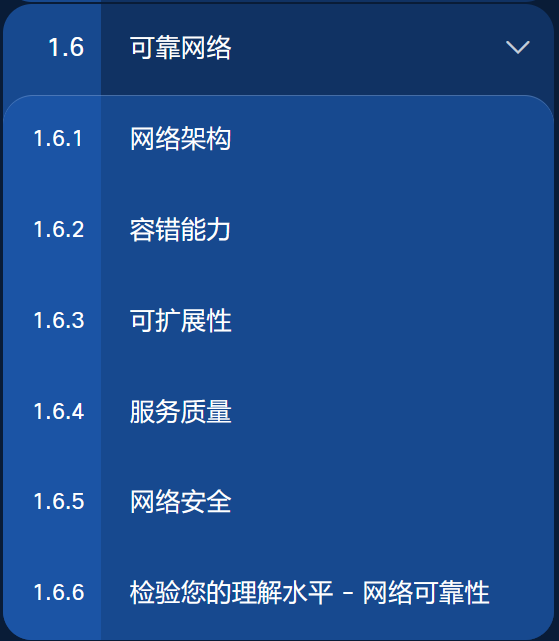 1.6 可靠网络
1.6.1 网络架构
1.6.2 容错能力
1.6.3 可扩展性
1.6.4 服务质量
1.6.5 网络安全
1.6.6 检验您的理解水平 - 网络可靠性